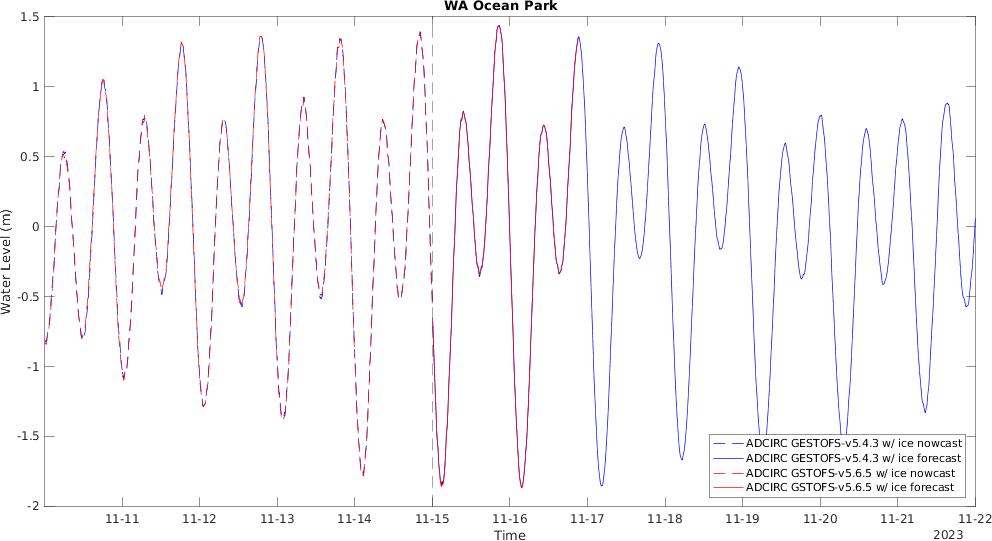 WA Ocean Park
1.5
1
0.5
0
-0.5
-1
-1.5
-2
Water Level (m)
ADCIRC GESTOFS-v5.4.3 w/ ice nowcast
ADCIRC GESTOFS-v5.4.3 w/ ice forecast
ADCIRC GSTOFS-v5.6.5 w/ ice nowcast
ADCIRC GSTOFS-v5.6.5 w/ ice forecast
11-11 11-12 11-13 11-14 11-15 11-16 11-17 11-18 11-19 11-20 11-21 11-22
Time
2023